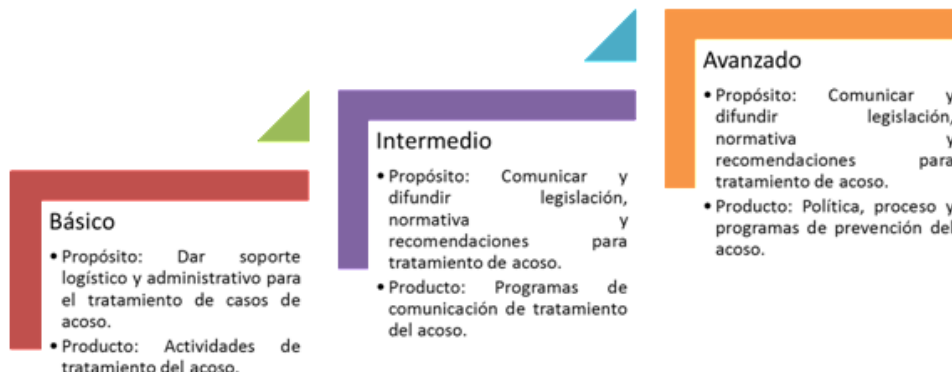 Básico
• Propósito: Dar soporte
logístico y administrativo para
el tratamiento de casos de
acoso.
• Producto: Actividades de
tratamiento del acoso.
Intermedio
• Propósito: Comunicar y
difundir legislación,
normativa y
recomendaciones para
tratamiento de acoso.
• Producto: Programas de
comunicación de tratamiento
del acoso.
Avanzado
• Propósito: Comunicar y
difundir legislación,
normativa y
recomendaciones para
tratamiento de acoso.
• Producto: Política, proceso y
programas de prevención del
acoso.